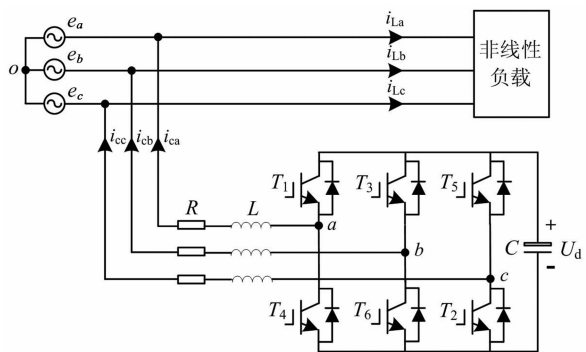 e_a
i_La
e_b
i_Lb
o
e_c
i_Lc
非线性
负载
i_cc
i_cb
i_ca
T_1
T_3
T_5
R
L
a
b
c
+
C
U_d
-
T_4
T_6
T_2